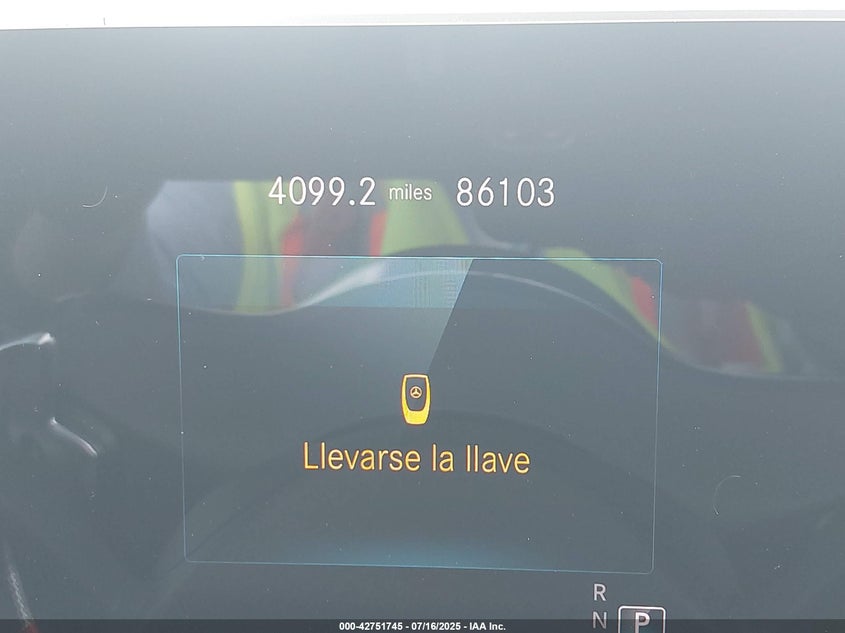 4099.2 miles 86103
Llevarse la llave
R
N P
000-42751745 - 07/16/2025 - IAA Inc.